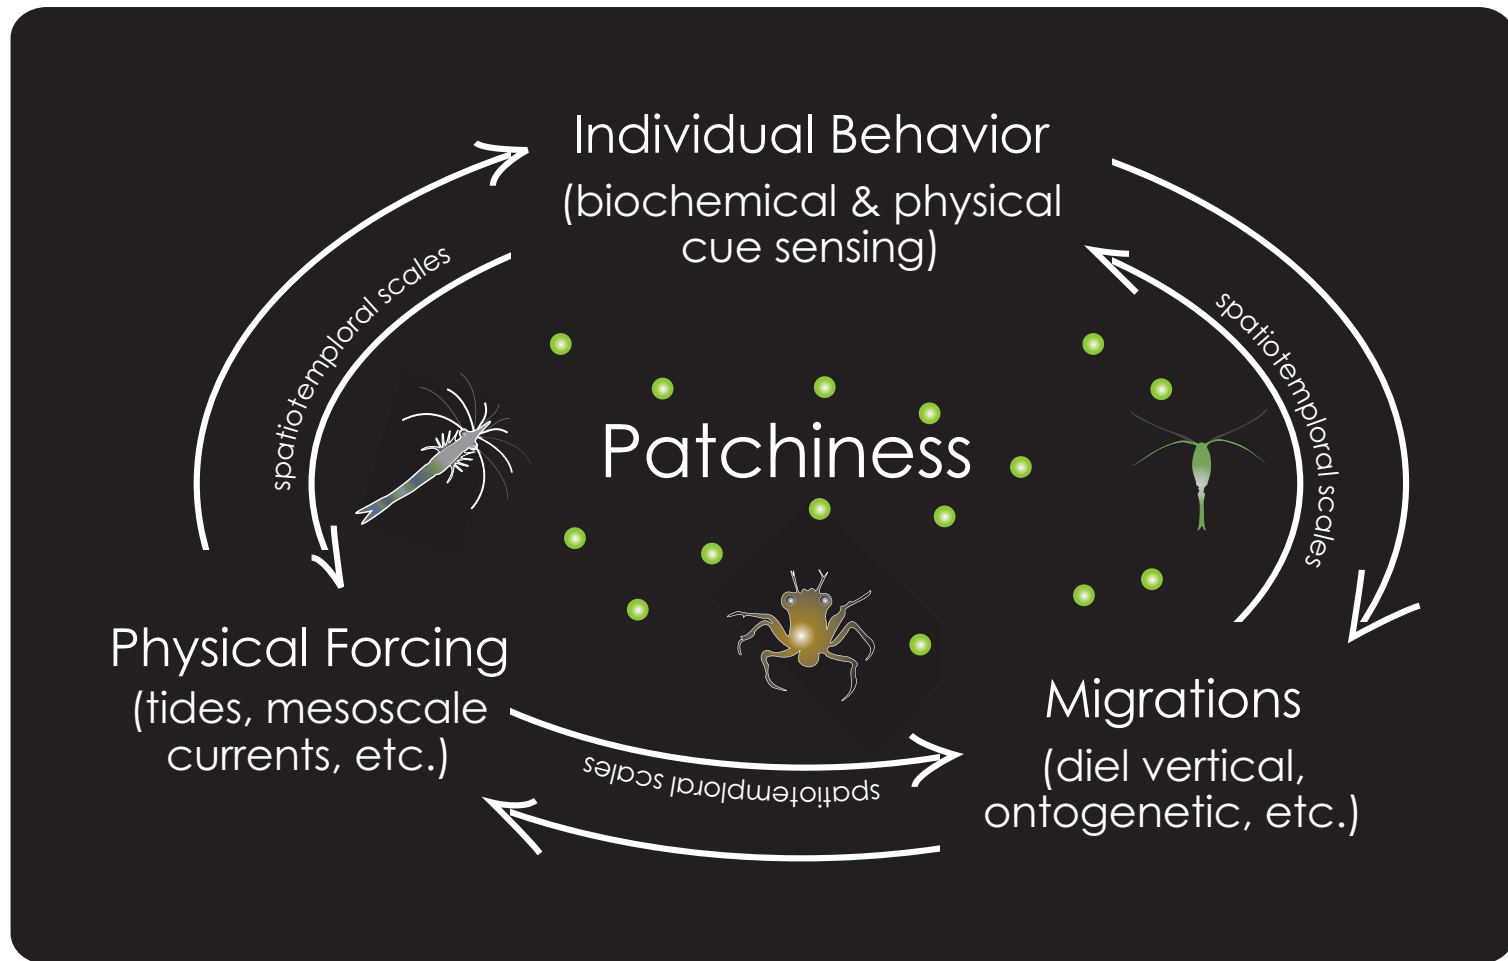 Individual Behavior
(biochemical & physical
cue sensing)
spatiotemploral scales
spatiotemploral scales
Patchiness
Physical Forcing
(tides, mesoscale
currents, etc.)
Migrations
(diel vertical,
ontogenetic, etc.)
spatiotemploral scales